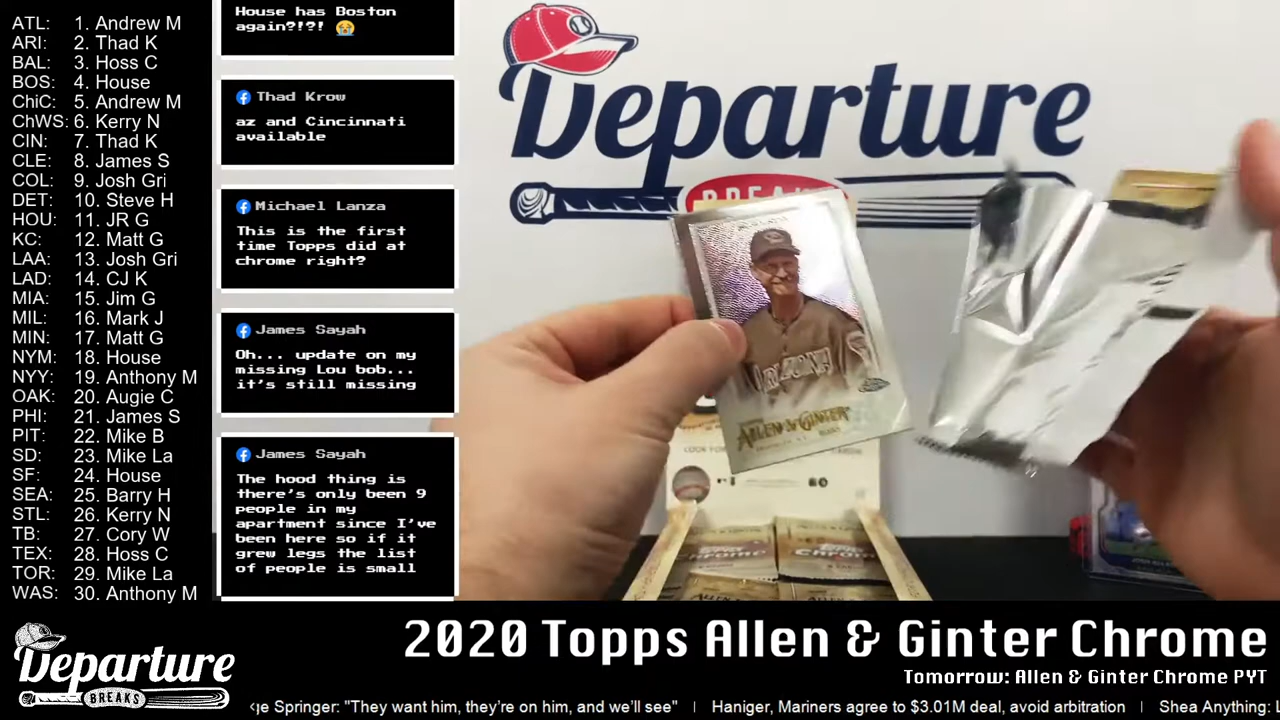 ATL: 1. Andrew M
ARI: 2. Thad K
BAL: 3. Hoss C
BOS: 4. House
ChiC: 5. Andrew M
ChWS: 6. Kerry N
CIN: 7. Thad K
CLE: 8. James S
COL: 9. Josh Gri
DET: 10. Steve H
HOU: 11. JR G
KC: 12. Matt G
LAA: 13. Josh Gri
LAD: 14. CJ K
MIA: 15. Jim G
MIL: 16. Mark J
MIN: 17. Matt G
NYM: 18. House
NYY: 19. Anthony M
OAK: 20. Augie C
PHI: 21. James S
PIT: 22. Mike B
SD: 23. Mike La
SF: 24. House
SEA: 25. Barry H
STL: 26. Kerry N
TB: 27. Cory W
TEX: 28. Hoss C
TOR: 29. Mike La
WAS: 30. Anthony M
House has Boston
again?!?! 😭
Thad Krow
az and Cincinnati
available
Michael Lanza
This is the first
time Topps did at
chrome right?
James Sayah
Oh... update on my
missing Lou bob...
it's still missing
James Sayah
The hood thing is
there's only been 9
people in my
apartment since I've
been here so if it
grew legs the list
of people is small
Departure
BREAKS
ARIZONA
ALLEN & GINTER
Departure
BREAKS
2020 Topps Allen & Ginter Chrome
Tomorrow: Allen & Ginter Chrome PYT
ge Springer: "They want him, they're on him, and we'll see" | Haniger, Mariners agree to $3.01M deal, avoid arbitration | Shea Anything: L